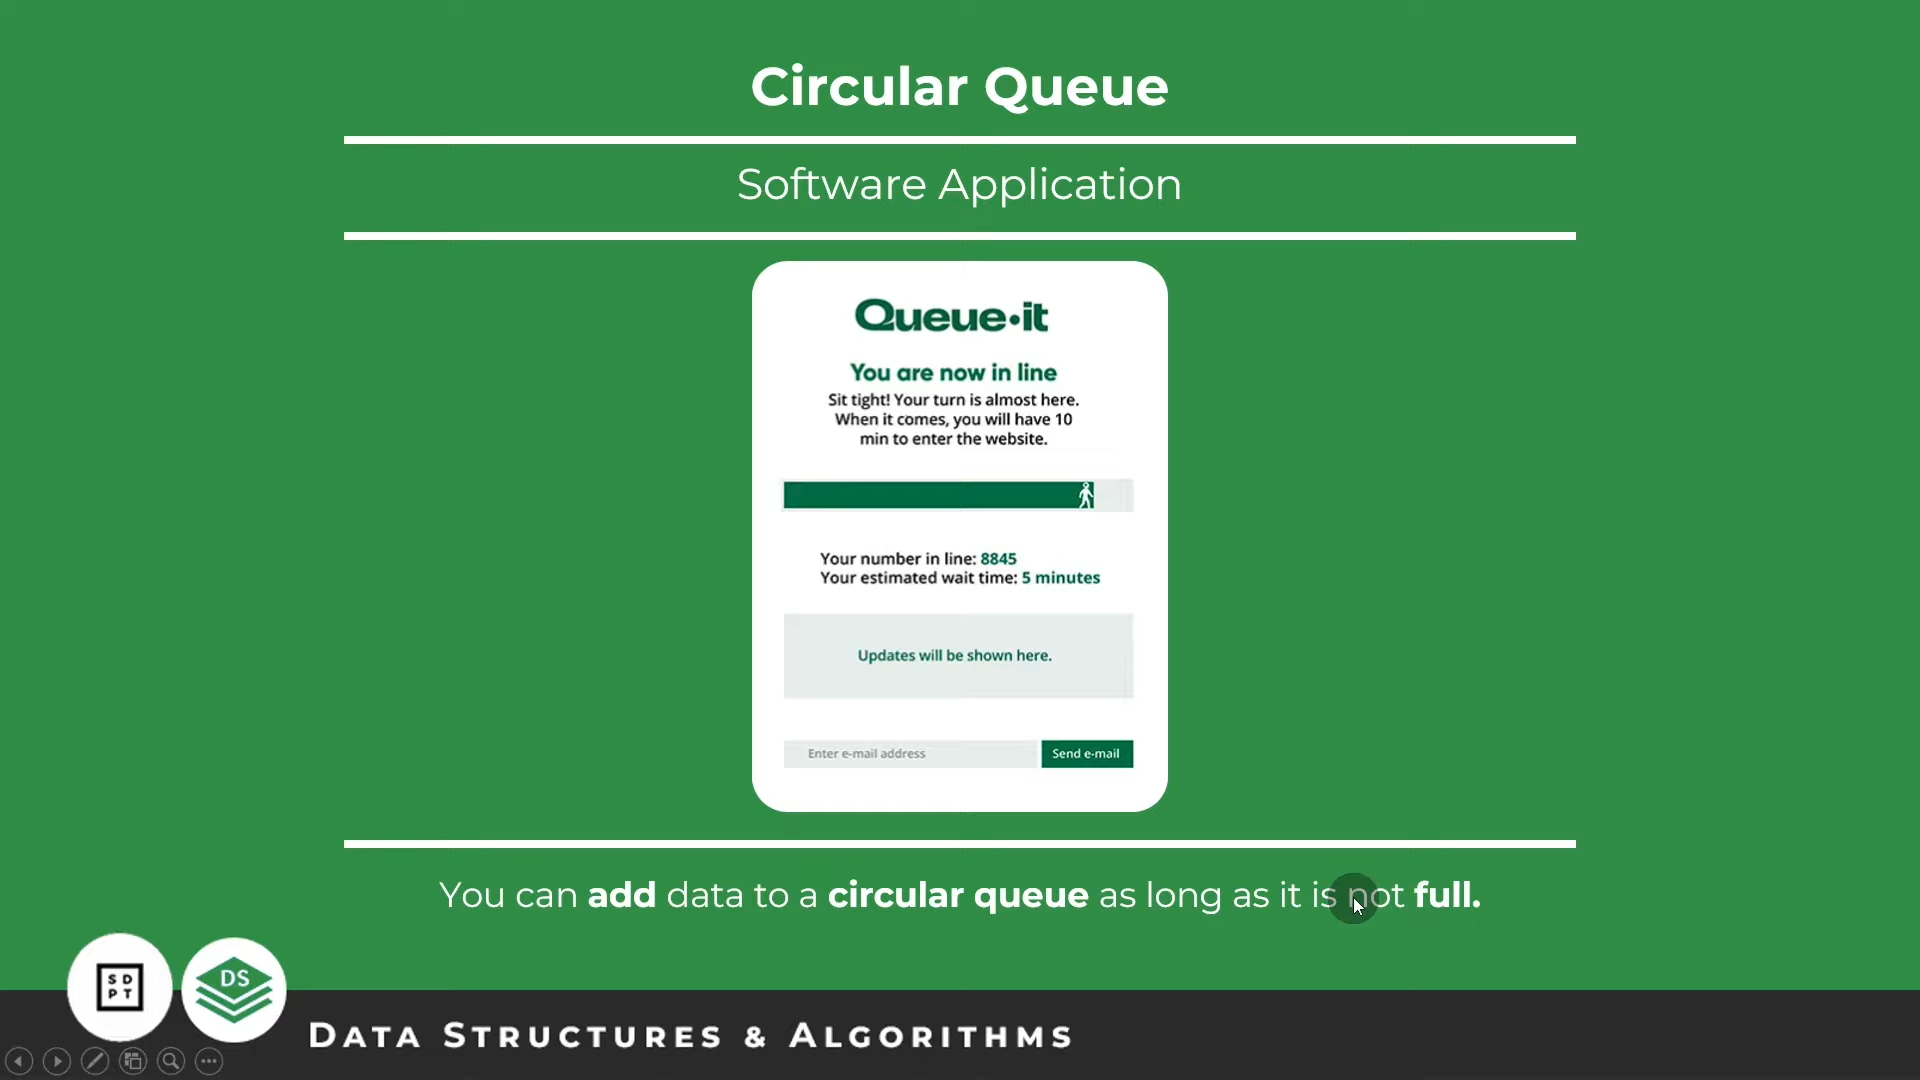 Circular Queue
Software Application
Queue•it
You are now in line
Sit tight! Your turn is almost here.
When it comes, you will have 10
min to enter the website.
Your number in line: 8845
Your estimated wait time: 5 minutes
Updates will be shown here.
Enter e-mail address
Send e-mail
You can add data to a circular queue as long as it is not full.
S D
P T
DS
DATA STRUCTURES & ALGORITHMS